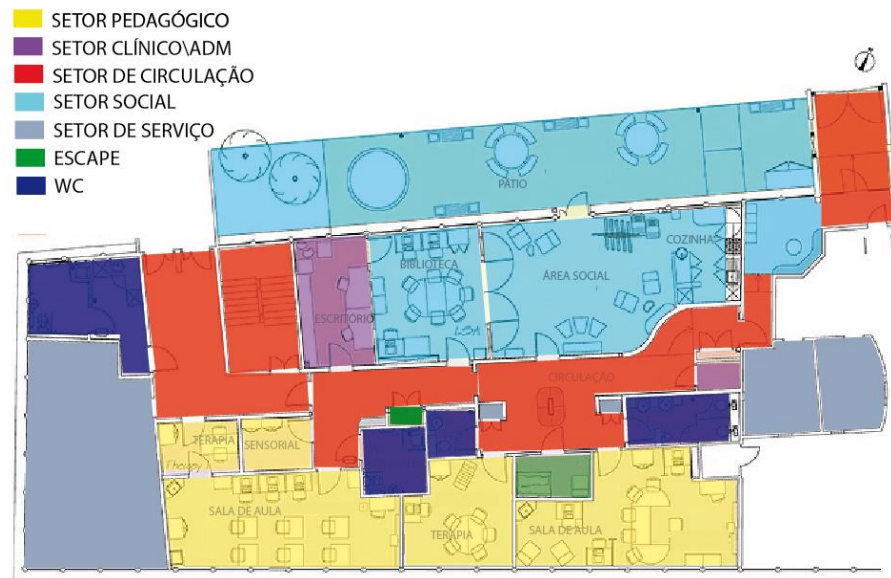 SETOR PEDAGÓGICO
SETOR CLÍNICO\ADM
SETOR DE CIRCULAÇÃO
SETOR SOCIAL
SETOR DE SERVIÇO
ESCAPE
WC
PÁTIO
COZINHA
BIBLIOTECA
ÁREA SOCIAL
ESCRITÓRIO
CIRCULAÇÃO
TERAPIA
SENSORIAL
SALA DE AULA
TERAPIA
SALA DE AULA